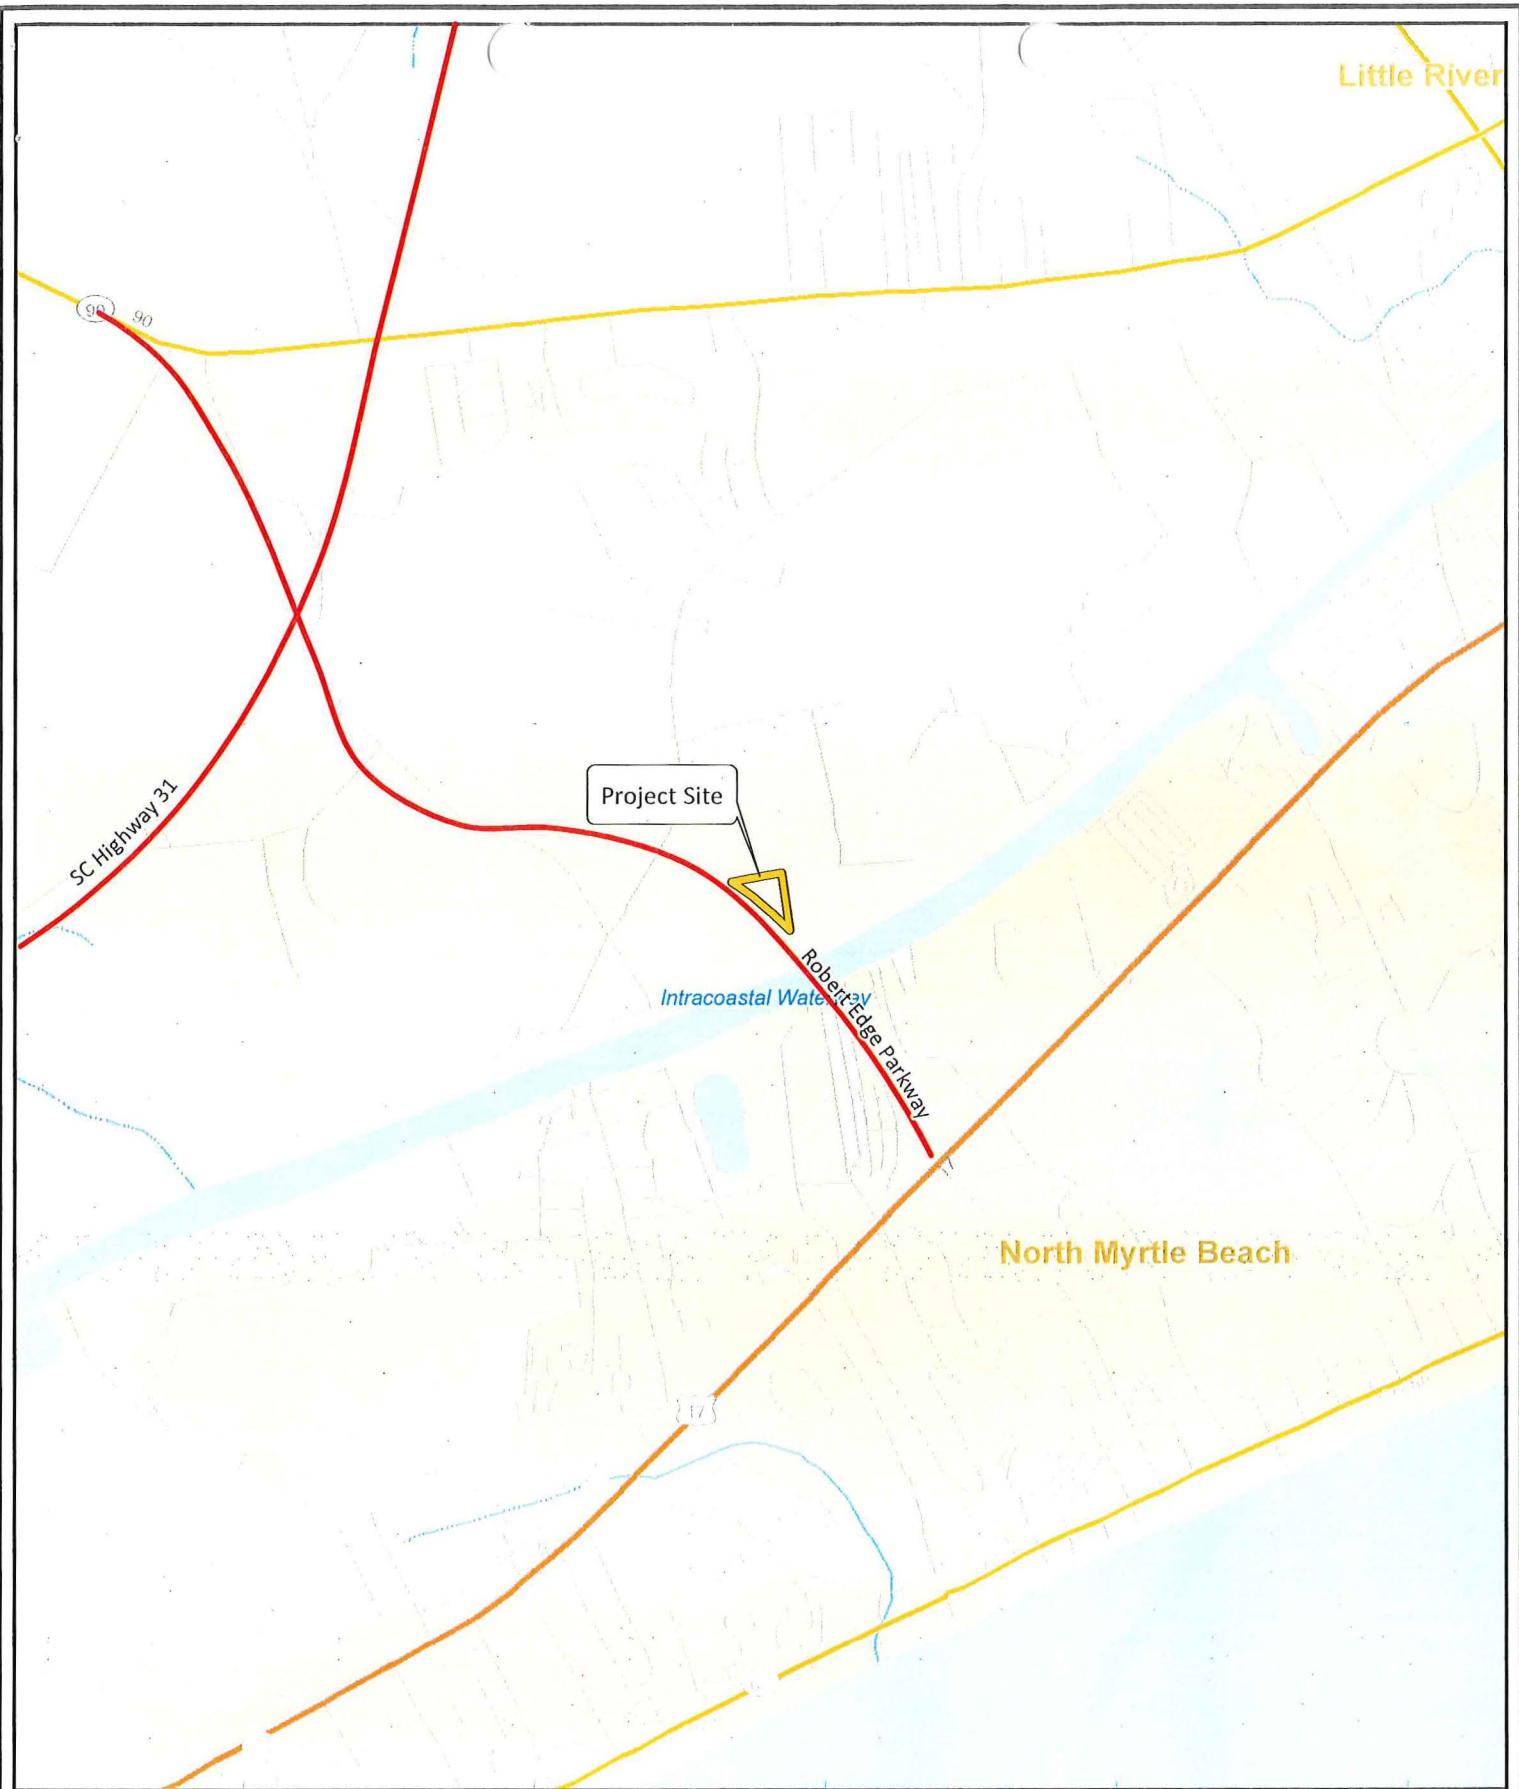 Little River
90
90
Project Site
SC Highway 31
Robert Edge Parkway
Intracoastal Waterway
North Myrtle Beach
17